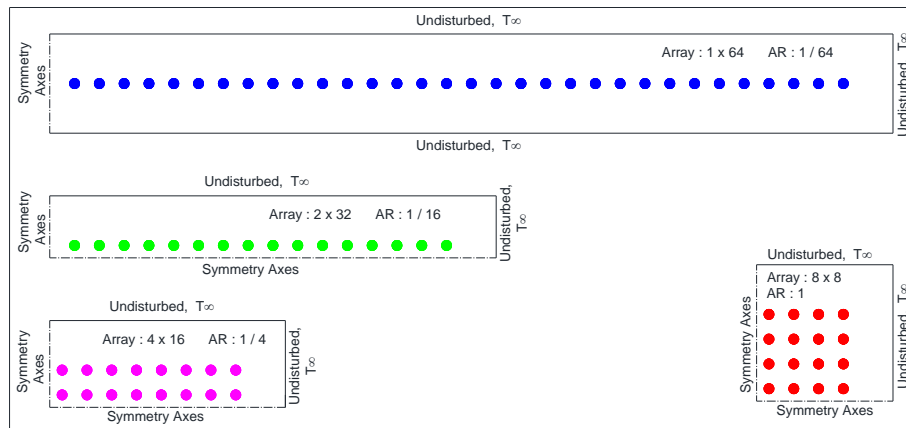 Undisturbed, T∞
Symmetry
Axes
Array : 1 x 64 AR : 1 / 64
Undisturbed, T∞
Undisturbed, T∞
Undisturbed, T∞
Symmetry
Axes
Array : 2 x 32 AR : 1 / 16
Undisturbed,
T∞
Symmetry Axes
Undisturbed, T∞
Symmetry
Axes
Array : 4 x 16 AR : 1 / 4
Undisturbed,
T∞
Symmetry Axes
Undisturbed, T∞
Symmetry Axes
Array : 8 x 8
AR : 1
Undisturbed, T∞
Symmetry Axes